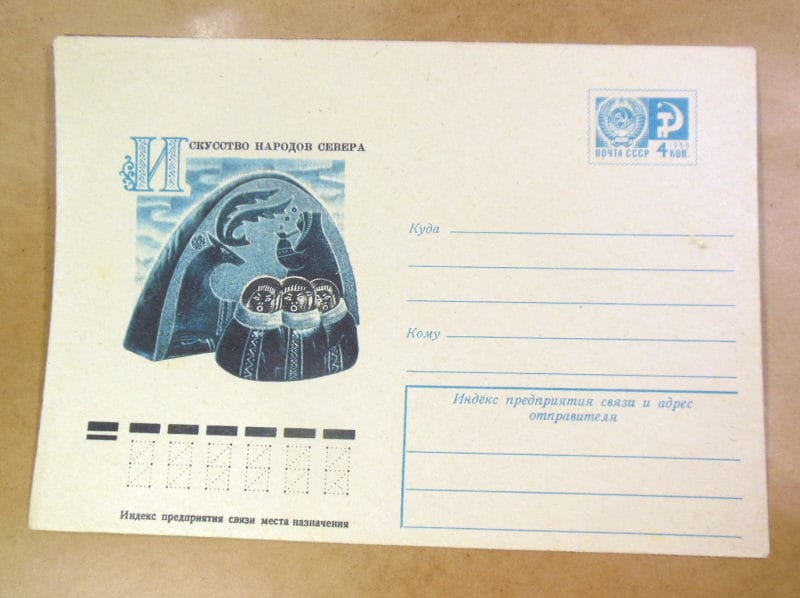 ИСКУССТВО НАРОДОВ СЕВЕРА
1966
ПОЧТА СССР 4 КОП.
Куда
Кому
Индекс предприятия связи и адрес
отправителя
Индекс предприятия связи места назначения